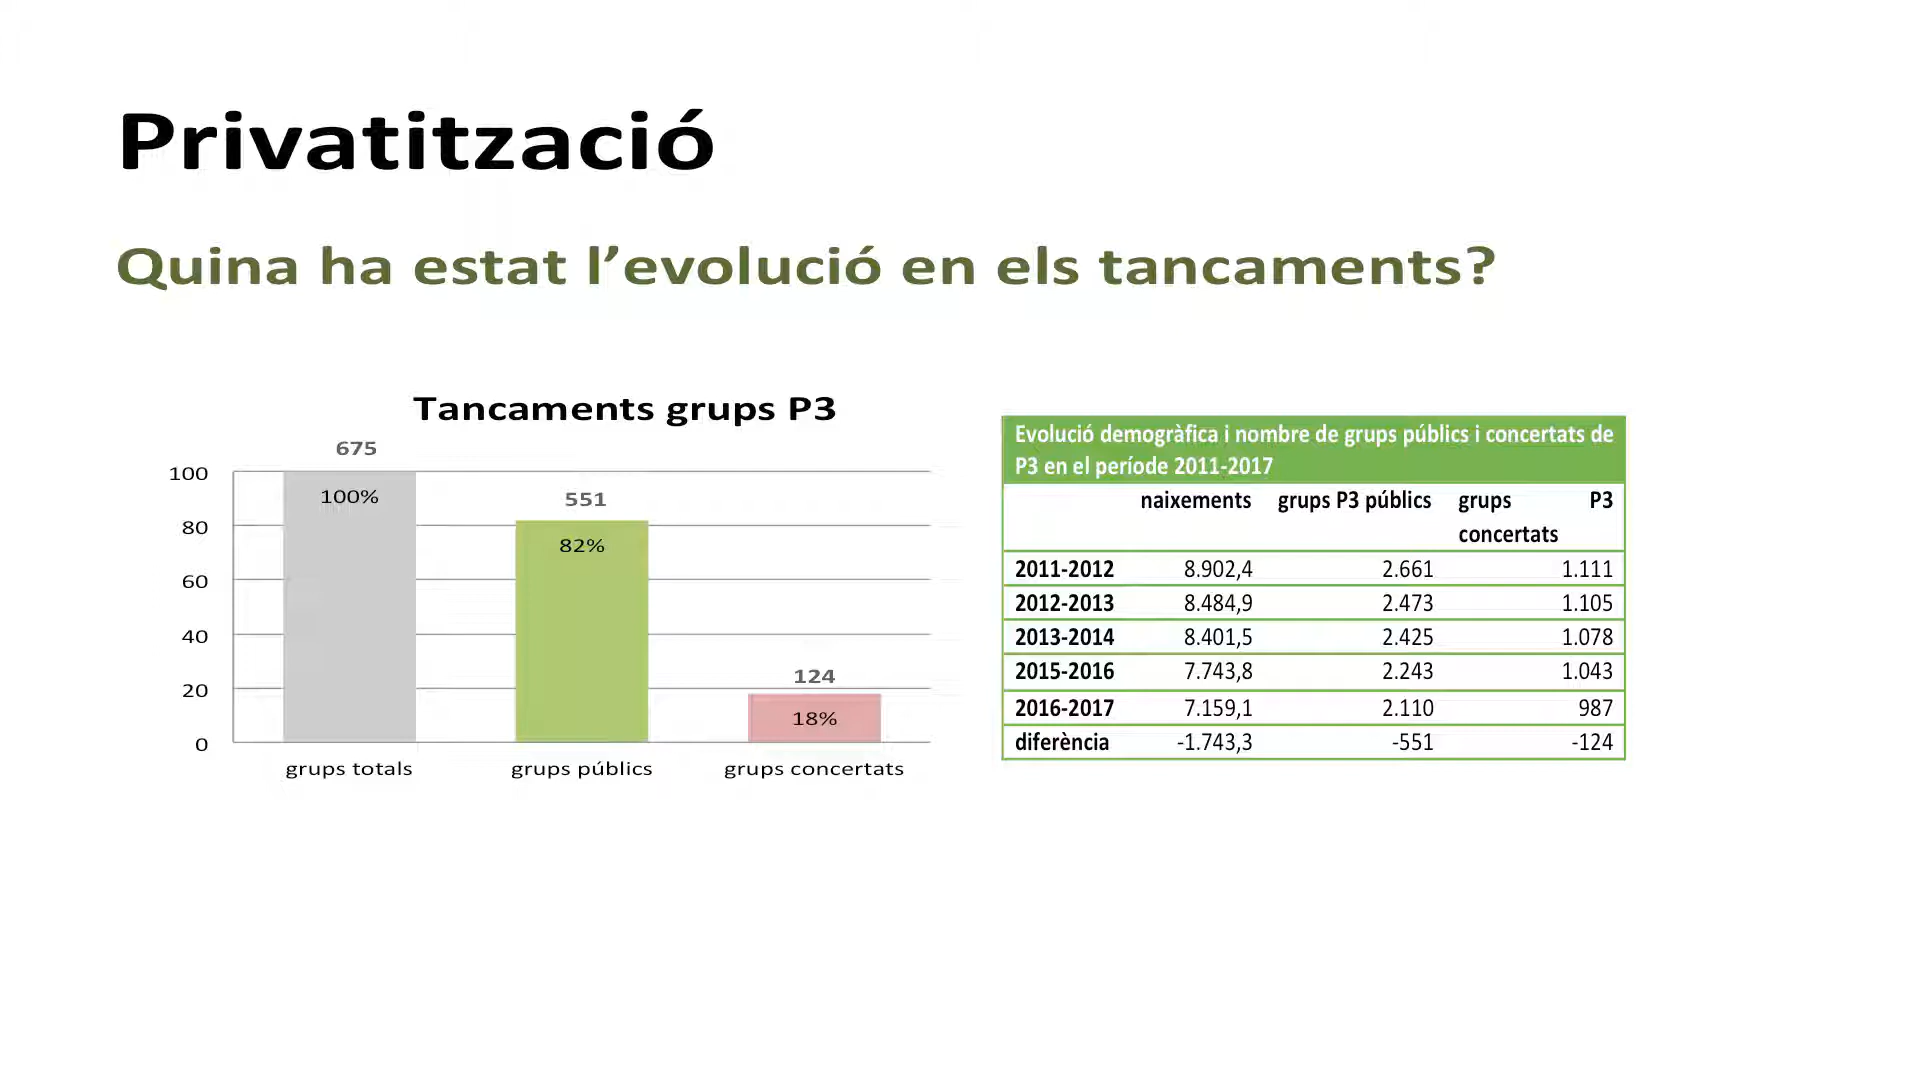 Privatització
Quina ha estat l’evolució en els tancaments?
Tancaments grups P3
675
100
100%
551
80
82%
60
40
124
20
18%
0
grups totals grups públics grups concertats
Evolució demogràfica i nombre de grups públics i concertats de
P3 en el període 2011-2017
naixements grups P3 públics grups P3
concertats
2011-2012 8.902,4 2.661 1.111
2012-2013 8.484,9 2.473 1.105
2013-2014 8.401,5 2.425 1.078
2015-2016 7.743,8 2.243 1.043
2016-2017 7.159,1 2.110 987
diferència -1.743,3 -551 -124